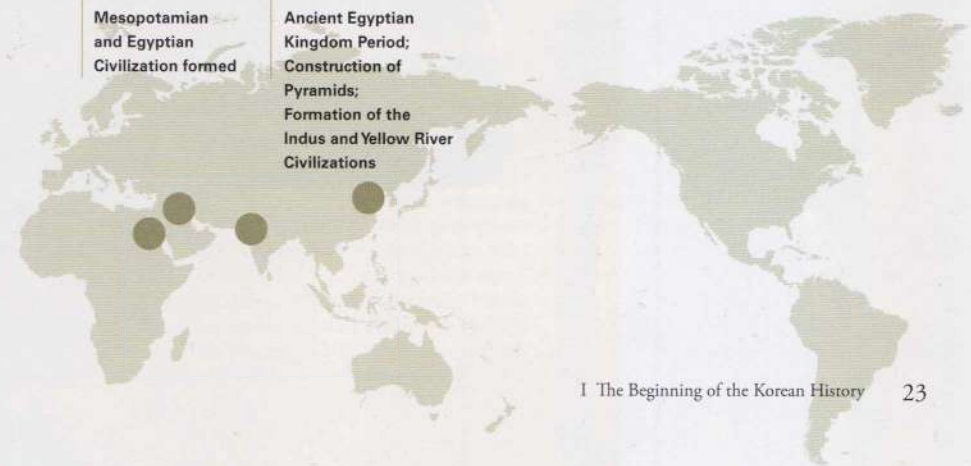 Mesopotamian
and Egyptian
Civilization formed
Ancient Egyptian
Kingdom Period;
Construction of
Pyramids;
Formation of the
Indus and Yellow River
Civilizations
I The Beginning of the Korean History 23